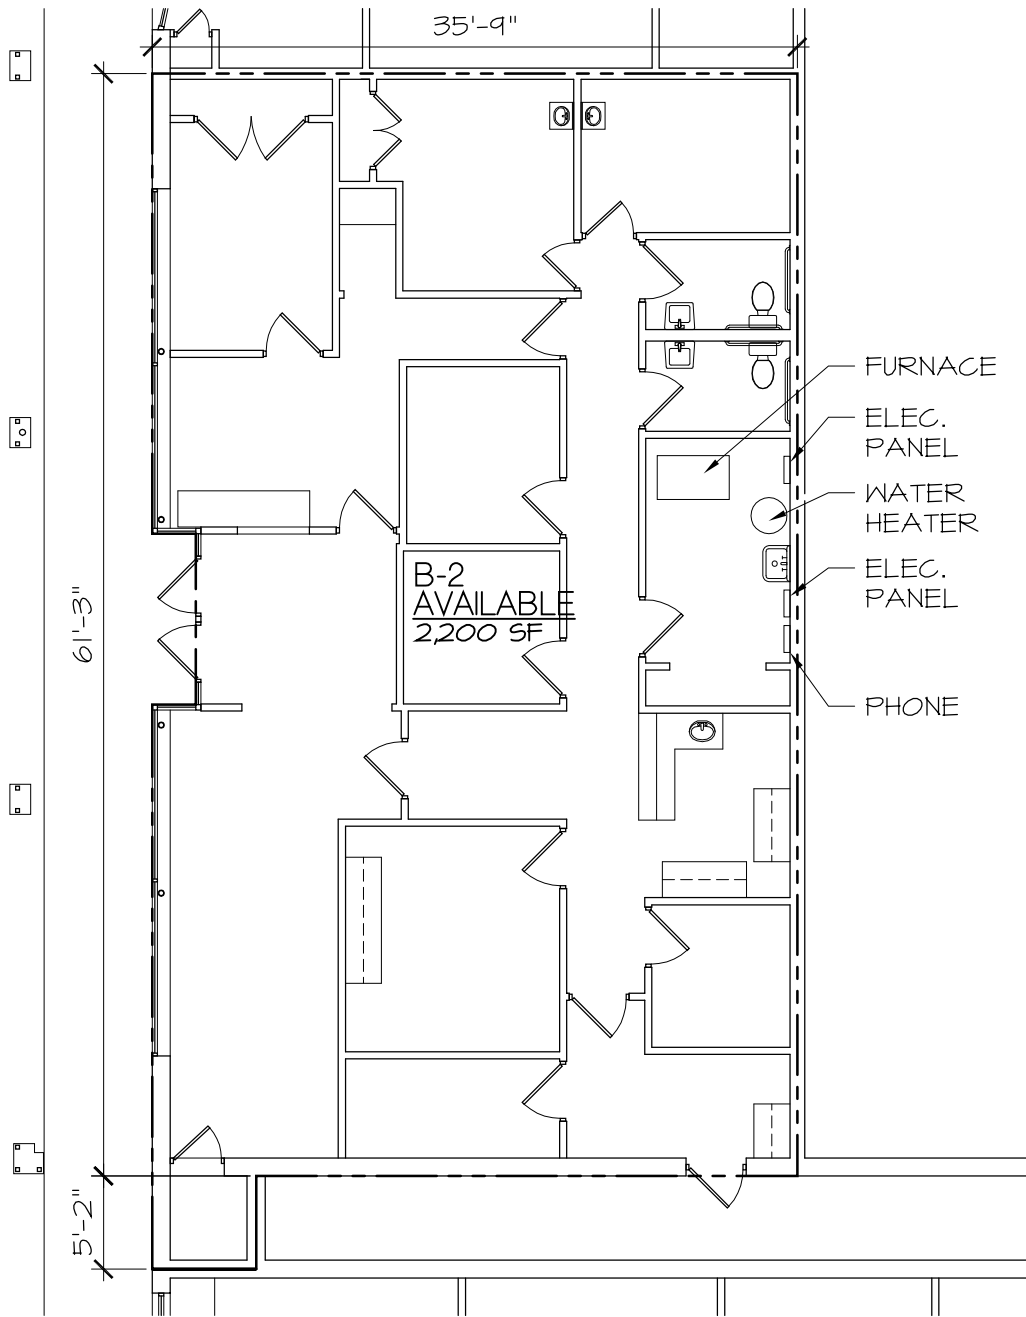 35'-9"
FURNACE
ELEC.
PANEL
WATER
HEATER
ELEC.
PANEL
B-2
AVAILABLE
2,200 SF
61'-3"
PHONE
5'-2"